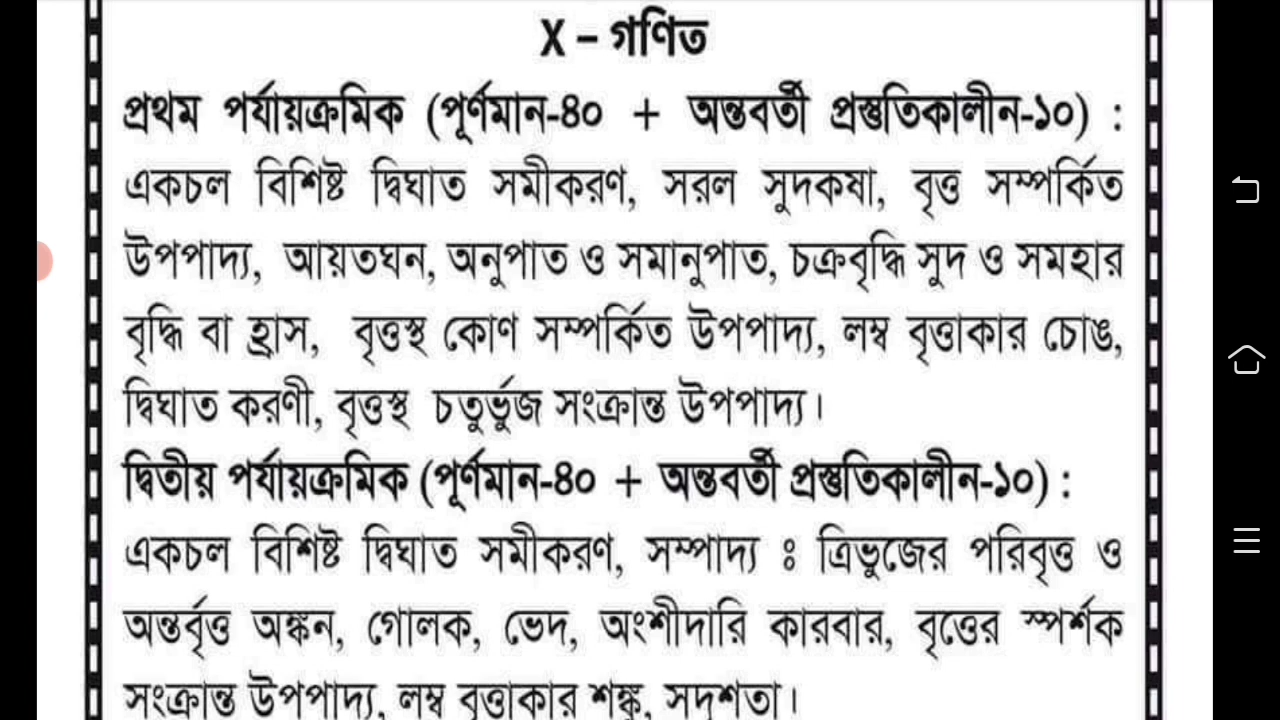 X – গণিত
প্রথম পর্যায়ক্রমিক (পূর্ণমান-৪০ + অন্তবর্তী প্রস্তুতিকালীন-১০) :
একচল বিশিষ্ট দ্বিঘাত সমীকরণ, সরল সুদকষা, বৃত্ত সম্পর্কিত
উপপাদ্য, আয়তঘন, অনুপাত ও সমানুপাত, চক্রবৃদ্ধি সুদ ও সমহার
বৃদ্ধি বা হ্রাস, বৃত্তস্থ কোণ সম্পর্কিত উপপাদ্য, লম্ব বৃত্তাকার চোঙ,
দ্বিঘাত করণী, বৃত্তস্থ চতুর্ভুজ সংক্রান্ত উপপাদ্য।
দ্বিতীয় পর্যায়ক্রমিক (পূর্ণমান-৪০ + অন্তবর্তী প্রস্তুতিকালীন-১০) :
একচল বিশিষ্ট দ্বিঘাত সমীকরণ, সম্পাদ্য ঃ ত্রিভুজের পরিবৃত্ত ও
অন্তর্বৃত্ত অঙ্কন, গোলক, ভেদ, অংশীদারি কারবার, বৃত্তের স্পর্শক
সংক্রান্ত উপপাদ্য, লম্ব বৃত্তাকার শঙ্কু, সদৃশতা।